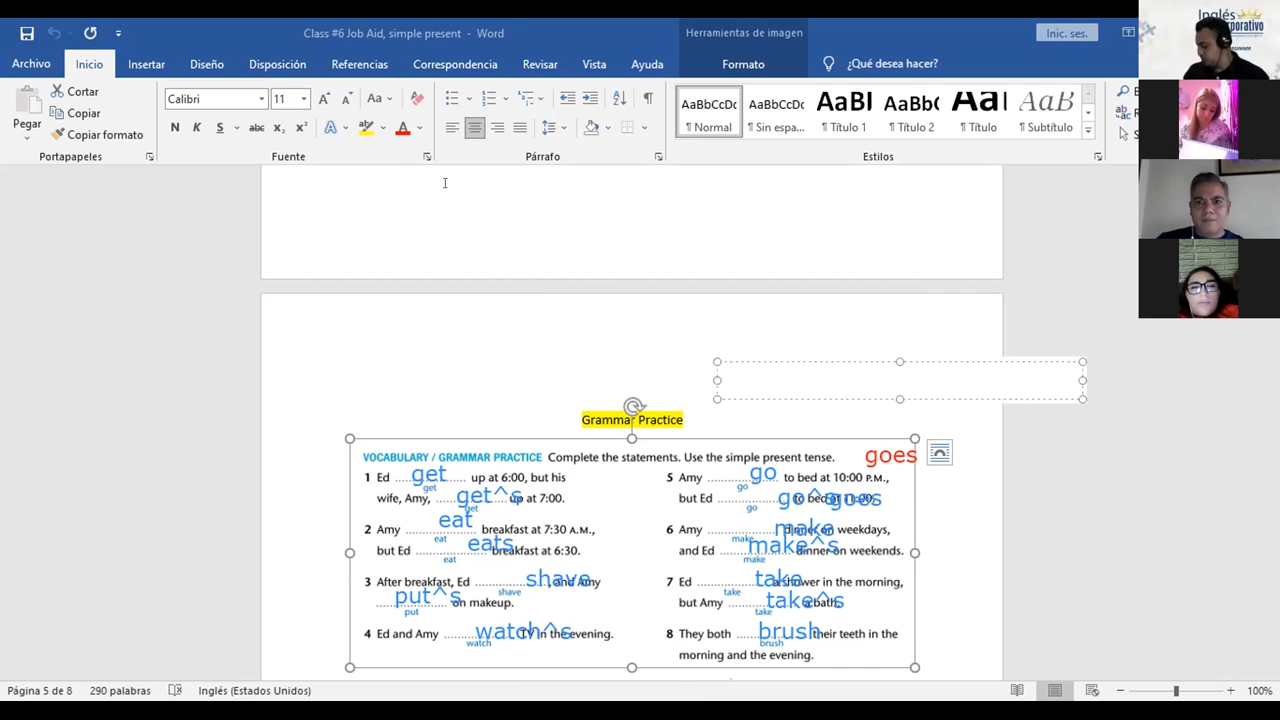 Class #6 Job Aid, simple present - Word
Herramientas de imagen
Inic. ses.
Inglés
Archivo Inicio Insertar Diseño Disposición Referencias Correspondencia Revisar Vista Ayuda Formato ¿Qué desea hacer?
Pegar
Cortar
Copiar
Copiar formato
Portapapeles
Calibri 11
N K S abc x₂ x²
Fuente
Párrafo
AaBbCcDc AaBbCcDc AaBbC AaB
¶ Normal ¶ Sin espa... ¶ Título 1 ¶ Título 2 ¶ Título ¶ Subtítulo
Estilos
Grammar Practice
VOCABULARY / GRAMMAR PRACTICE Complete the statements. Use the simple present tense. goes
1 Ed get up at 6:00, but his
get
wife, Amy, get^s up at 7:00.
get
2 Amy eat breakfast at 7:30 A.M.,
eat
but Ed eats breakfast at 6:30.
eat
3 After breakfast, Ed shave, and Amy
shave
put^s on makeup.
put
4 Ed and Amy watch^s TV in the evening.
watch
5 Amy go to bed at 10:00 P.M.,
go
but Ed to bed goes
go
6 Amy make dinner on weekdays,
make
and Ed make^s dinner on weekends.
make
7 Ed take a shower in the morning,
take
but Amy take^s a bath.
take
8 They both brush their teeth in the
brush
morning and the evening.
Página 5 de 8 290 palabras Inglés (Estados Unidos) 100%